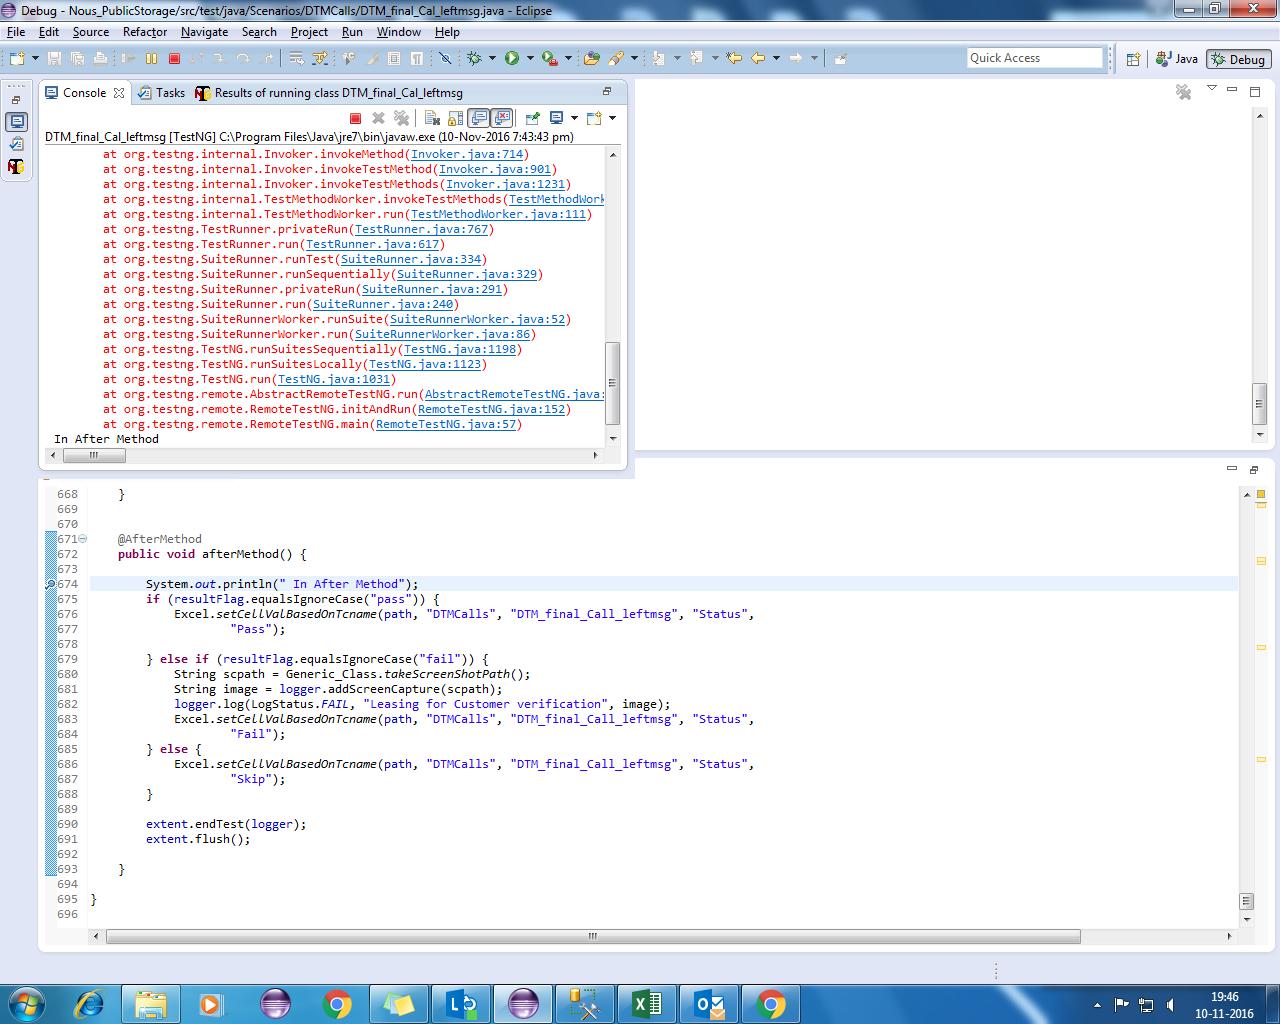 Debug - Nous_PublicStorage/src/test/java/Scenarios/DTMCalls/DTM_final_Cal_leftmsg.java - Eclipse
File Edit Source Refactor Navigate Search Project Run Window Help
Quick Access
Java
Debug
Console
Tasks
Results of running class DTM_final_Cal_leftmsg
DTM_final_Cal_leftmsg [TestNG] C:\Program Files\Java\jre7\bin\javaw.exe (10-Nov-2016 7:43:43 pm)
at org.testng.internal.Invoker.invokeMethod(Invoker.java:714)
at org.testng.internal.Invoker.invokeTestMethod(Invoker.java:901)
at org.testng.internal.Invoker.invokeTestMethods(Invoker.java:1231)
at org.testng.internal.TestMethodWorker.invokeTestMethods(TestMethodWork
at org.testng.internal.TestMethodWorker.run(TestMethodWorker.java:111)
at org.testng.TestRunner.privateRun(TestRunner.java:767)
at org.testng.TestRunner.run(TestRunner.java:617)
at org.testng.SuiteRunner.runTest(SuiteRunner.java:334)
at org.testng.SuiteRunner.runSequentially(SuiteRunner.java:329)
at org.testng.SuiteRunner.privateRun(SuiteRunner.java:291)
at org.testng.SuiteRunner.run(SuiteRunner.java:240)
at org.testng.SuiteRunnerWorker.runSuite(SuiteRunnerWorker.java:52)
at org.testng.SuiteRunnerWorker.run(SuiteRunnerWorker.java:86)
at org.testng.TestNG.runSuitesSequentially(TestNG.java:1198)
at org.testng.TestNG.runSuitesLocally(TestNG.java:1123)
at org.testng.TestNG.run(TestNG.java:1031)
at org.testng.remote.AbstractRemoteTestNG.run(AbstractRemoteTestNG.java:
at org.testng.remote.RemoteTestNG.initAndRun(RemoteTestNG.java:152)
at org.testng.remote.RemoteTestNG.main(RemoteTestNG.java:57)
In After Method
668 }
669
670
671 @AfterMethod
672 public void afterMethod() {
673
674 System.out.println(" In After Method");
675 if (resultFlag.equalsIgnoreCase("pass")) {
676 Excel.setCellValBasedOnTcname(path, "DTMCalls", "DTM_final_Call_leftmsg", "Status",
677 "Pass");
678
679 } else if (resultFlag.equalsIgnoreCase("fail")) {
680 String scpath = Generic_Class.takeScreenShotPath();
681 String image = logger.addScreenCapture(scpath);
682 logger.log(LogStatus.FAIL, "Leasing for Customer verification", image);
683 Excel.setCellValBasedOnTcname(path, "DTMCalls", "DTM_final_Call_leftmsg", "Status",
684 "Fail");
685 } else {
686 Excel.setCellValBasedOnTcname(path, "DTMCalls", "DTM_final_Call_leftmsg", "Status",
687 "Skip");
688 }
689
690 extent.endTest(logger);
691 extent.flush();
692
693 }
694
695 }
696
19:46
10-11-2016